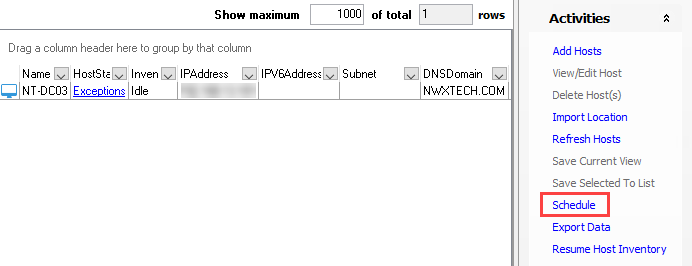 Show maximum 1000 of total 1 rows
Drag a column header here to group by that column
Name HostSta Inven IPAddress IPV6Address Subnet DNSDomain
NT-DC03 Exceptions Idle NWXTECH.COM
Activities
Add Hosts
View/Edit Host
Delete Host(s)
Import Location
Refresh Hosts
Save Current View
Save Selected To List
Schedule
Export Data
Resume Host Inventory